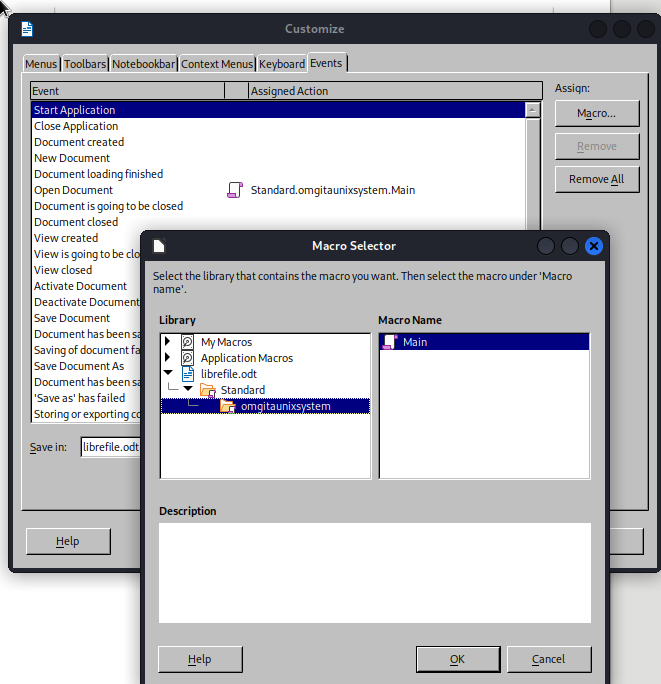 Customize
Menus Toolbars Notebookbar Context Menus Keyboard Events
Event Assigned Action
Assign:
Start Application
Close Application
Document created
New Document
Document loading finished
Open Document Standard.omgitaunixsystem.Main
Document is going to be closed
Document closed
View created
View is going to be clo
View closed
Activate Document
Deactivate Document
Save Document
Document has been sa
Saving of document fa
Save Document As
Document has been sa
'Save as' has failed
Storing or exporting co
Macro...
Remove
Remove All
Save in: librefile.odt
Help
Macro Selector
Select the library that contains the macro you want. Then select the macro under 'Macro
name'.
Library
My Macros
Application Macros
librefile.odt
Standard
omgitaunixsystem
Macro Name
Main
Description
Help OK Cancel